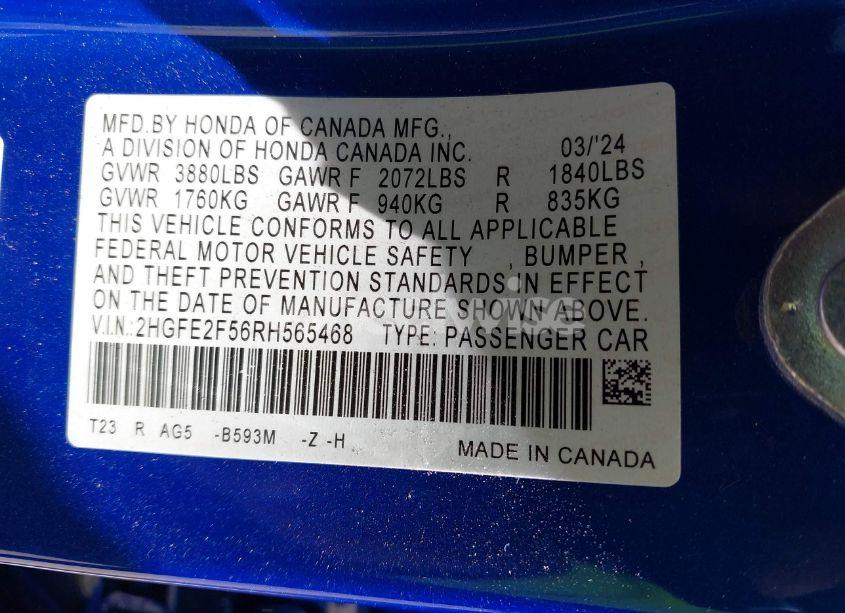 MFD.BY HONDA OF CANADA MFG.,
A DIVISION OF HONDA CANADA INC. 03/'24
GVWR 3880LBS GAWR F 2072LBS R 1840LBS
GVWR 1760KG GAWR F 940KG R 835KG
THIS VEHICLE CONFORMS TO ALL APPLICABLE
FEDERAL MOTOR VEHICLE SAFETY , BUMPER ,
AND THEFT PREVENTION STANDARDS IN EFFECT
ON THE DATE OF MANUFACTURE SHOWN ABOVE.
V.I.N.:2HGFE2F56RH565468 TYPE: PASSENGER CAR
T23 R AG5 -B593M -Z -H
MADE IN CANADA